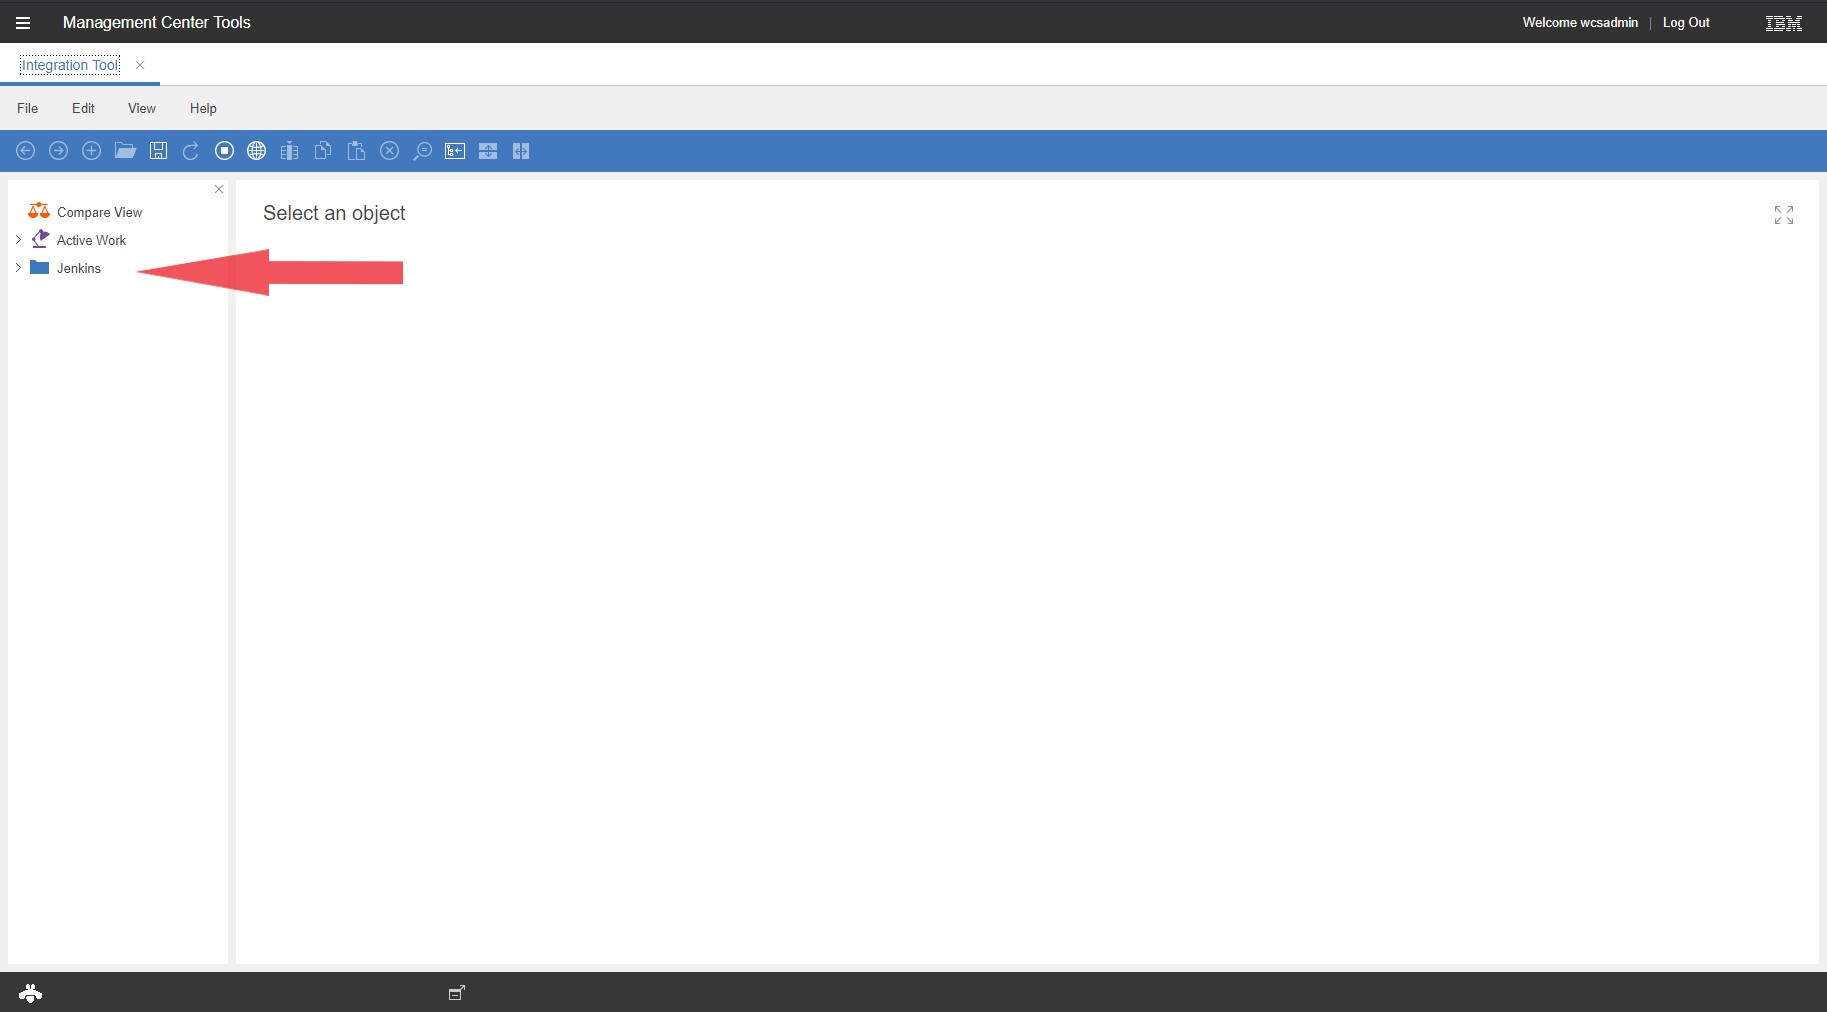 Management Center Tools Welcome wcsadmin | Log Out IBM
Integration Tool
File Edit View Help
Compare View
Active Work
Jenkins
Select an object